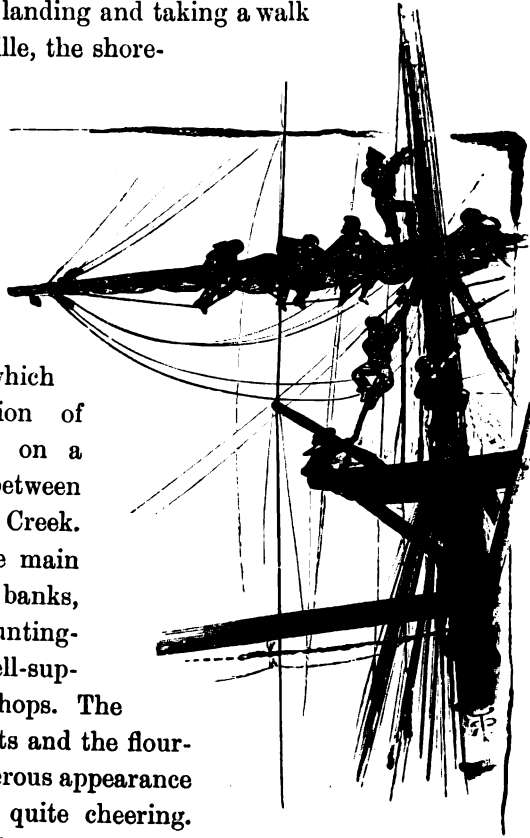 landing and taking a walk
ille, the shore-
which
ion of
on a
between
Creek.
e main
banks,
unting-
ell-sup-
hops. The
ts and the flour-
erous appearance
quite cheering.